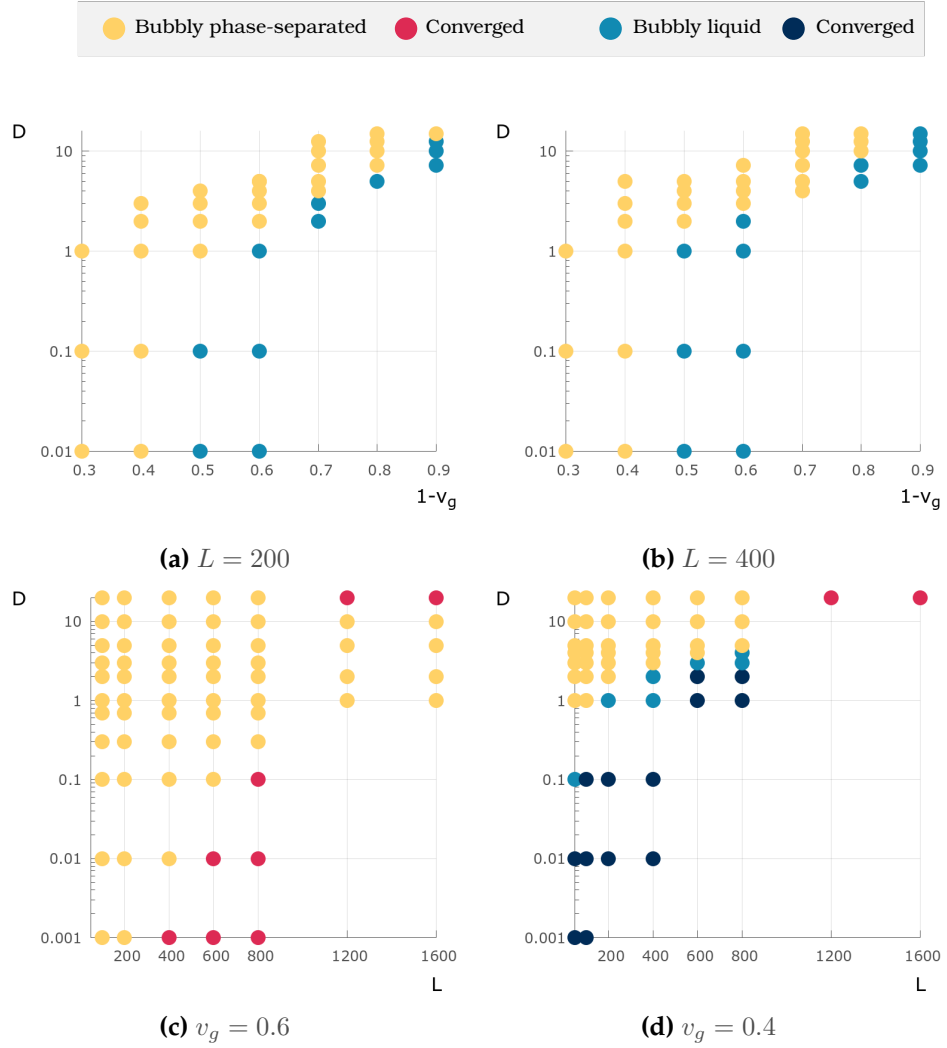 Bubbly phase-separated Converged Bubbly liquid Converged
D D
10 10
1 1
0.1 0.1
0.01 0.01
0.3 0.4 0.5 0.6 0.7 0.8 0.9 0.3 0.4 0.5 0.6 0.7 0.8 0.9
1-vg 1-vg
(a) L = 200 (b) L = 400
D D
10 10
1 1
0.1 0.1
0.01 0.01
0.001 0.001
200 400 600 800 1200 1600 200 400 600 800 1200 1600
L L
(c) vg = 0.6 (d) vg = 0.4